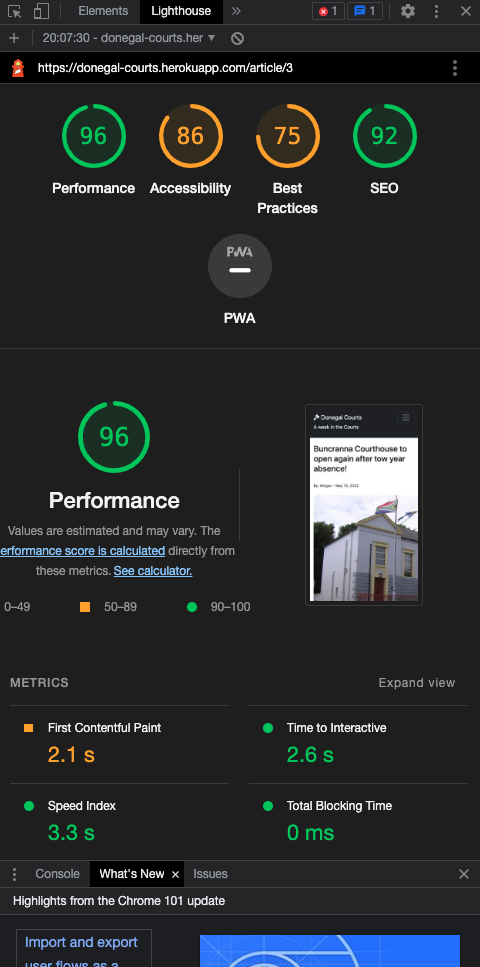 Elements Lighthouse » 1 1
+ 20:07:30 - donegal-courts.her
https://donegal-courts.herokuapp.com/article/3
96 86 75 92
Performance Accessibility Best SEO
Practices
PWA
PWA
96
Performance
Values are estimated and may vary. The
erformance score is calculated directly from
these metrics. See calculator.
0–49 50–89 90–100
Donegal Courts
A week in the Courts
Buncranna Courthouse to
open again after tow year
absence!
By Megan - May 15, 2022
METRICS Expand view
First Contentful Paint Time to Interactive
2.1 s 2.6 s
Speed Index Total Blocking Time
3.3 s 0 ms
Console What's New × Issues
Highlights from the Chrome 101 update
Import and export
user flows as a